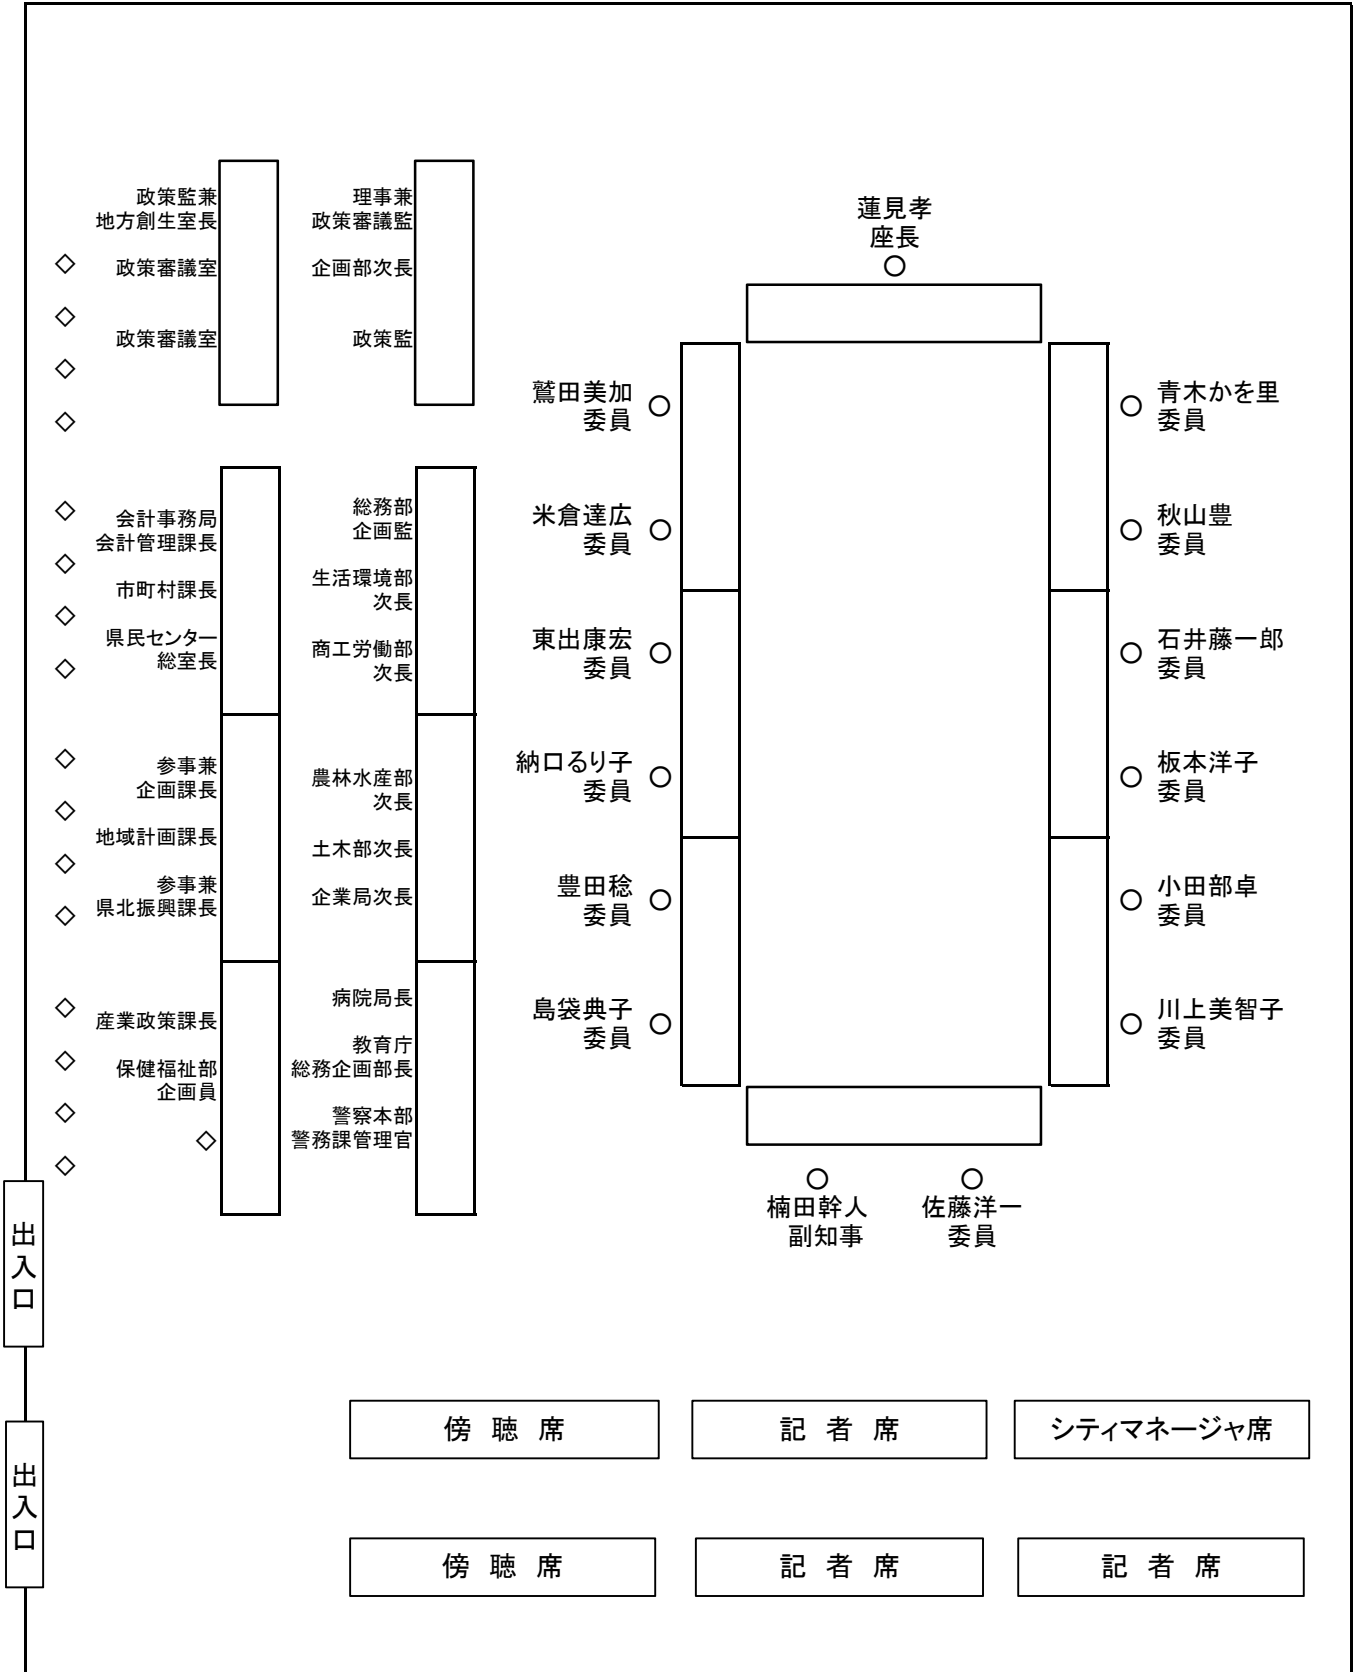 政策監兼
地方創生室長
政策審議室
政策審議室
理事兼
政策審議監
企画部次長
政策監
蓮見孝
座長
鷲田美加
委員
米倉達広
委員
東出康宏
委員
納口るり子
委員
豊田稔
委員
島袋典子
委員
青木かを里
委員
秋山豊
委員
石井藤一郎
委員
板本洋子
委員
小田部卓
委員
川上美智子
委員
会計事務局
会計管理課長
市町村課長
県民センター
総室長
参事兼
企画課長
地域計画課長
参事兼
県北振興課長
産業政策課長
保健福祉部
企画員
総務部
企画監
生活環境部
次長
商工労働部
次長
農林水産部
次長
土木部次長
企業局次長
病院局長
教育庁
総務企画部長
警察本部
警務課管理官
楠田幹人
副知事
佐藤洋一
委員
出入口
出入口
傍 聴 席
記 者 席
シティマネージャ席
傍 聴 席
記 者 席
記 者 席